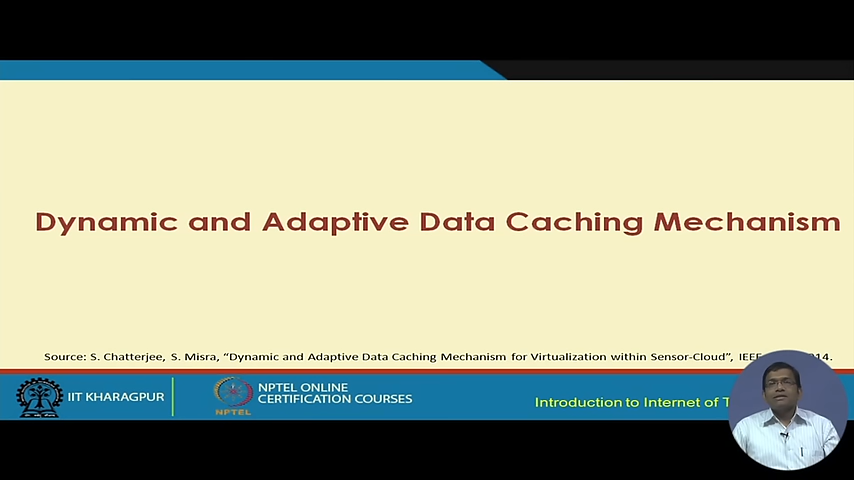 Dynamic and Adaptive Data Caching Mechanism
Source: S. Chatterjee, S. Misra, “Dynamic and Adaptive Data Caching Mechanism for Virtualization within Sensor-Cloud”, IEEE
IIT KHARAGPUR
NPTEL
NPTEL ONLINE
CERTIFICATION COURSES
Introduction to Internet of